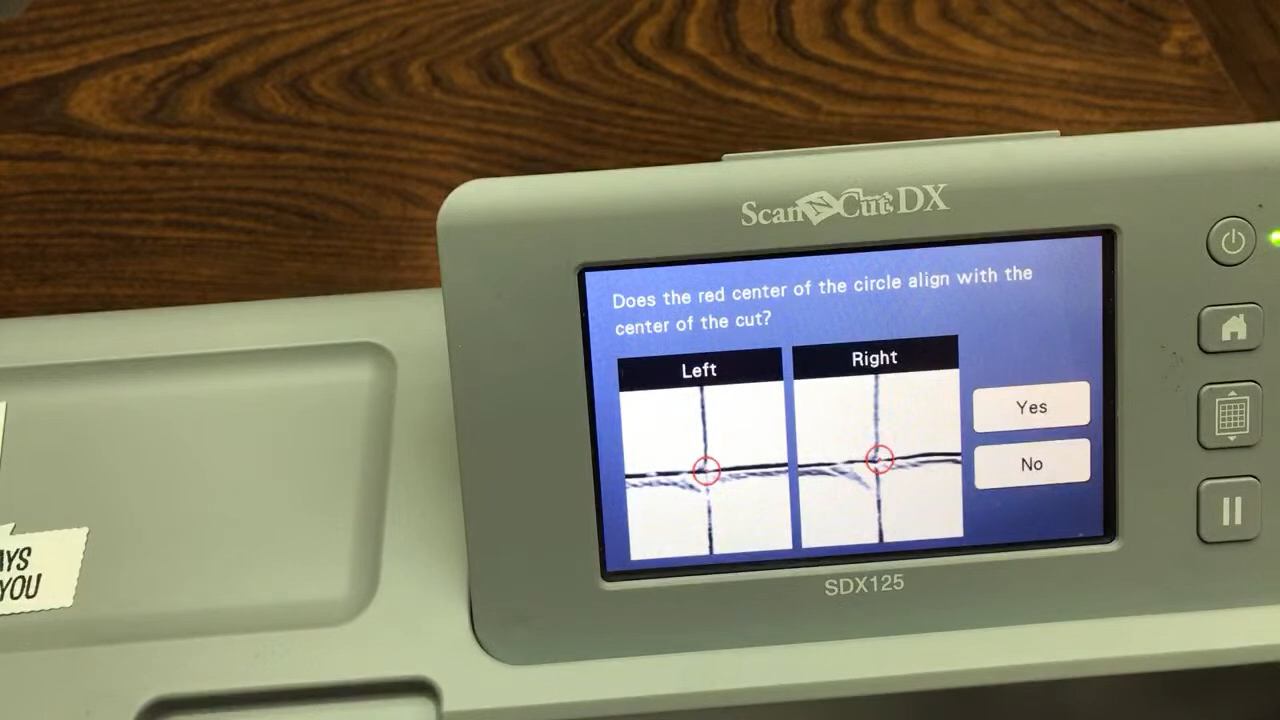 ScanNCut DX
Does the red center of the circle align with the
center of the cut?
Left
Right
Yes
No
SDX125
AYS
YOU